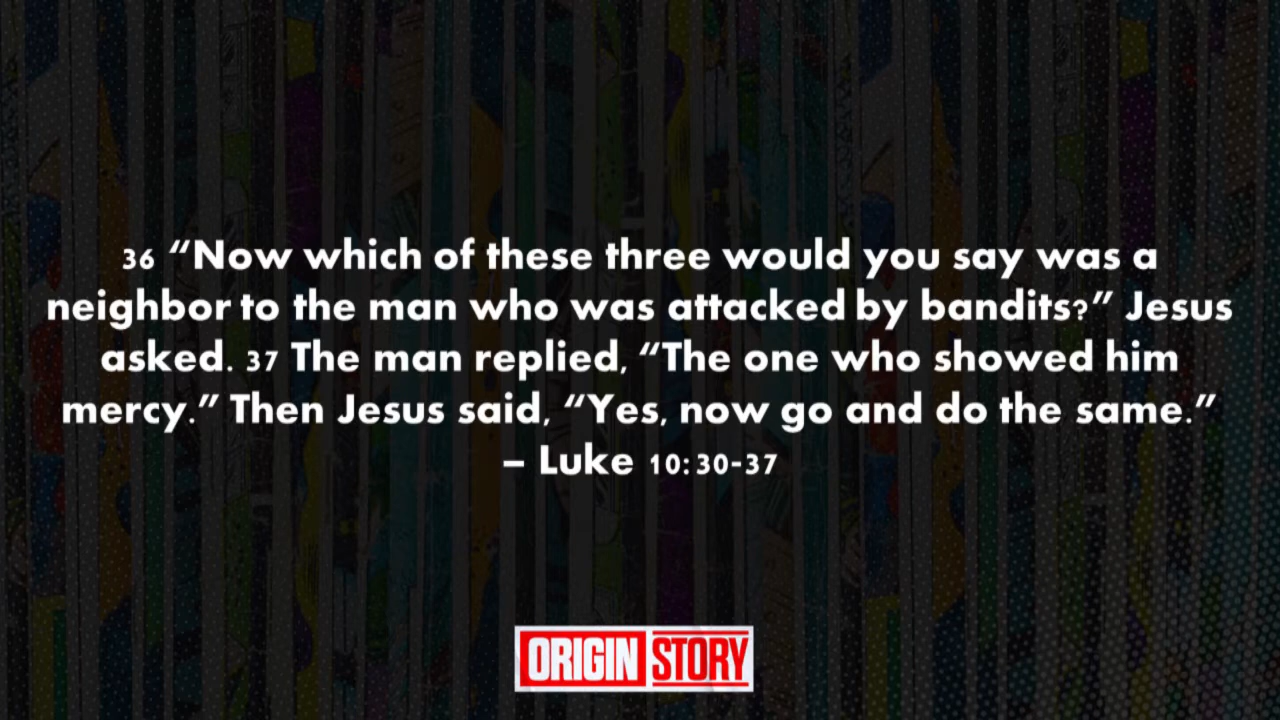 36 “Now which of these three would you say was a
neighbor to the man who was attacked by bandits?” Jesus
asked. 37 The man replied, “The one who showed him
mercy.” Then Jesus said, “Yes, now go and do the same.”
– Luke 10:30-37
ORIGIN STORY